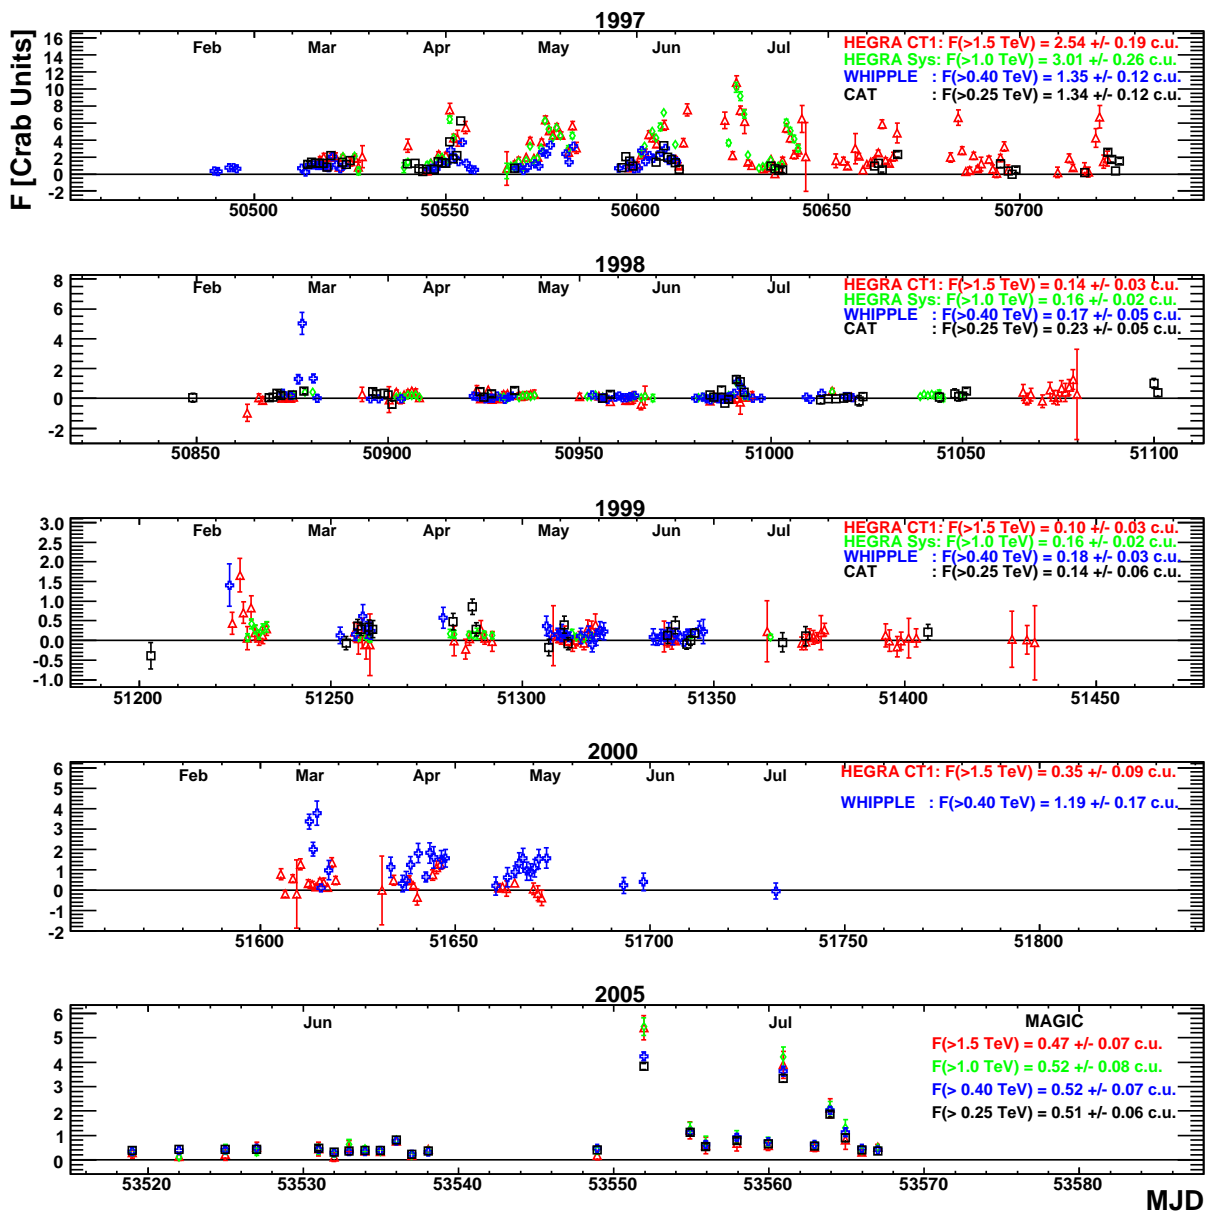 F [Crab Units]
1997
Feb Mar Apr May Jun Jul
HEGRA CT1: F(>1.5 TeV) = 2.54 +/- 0.19 c.u.
HEGRA Sys: F(>1.0 TeV) = 3.01 +/- 0.26 c.u.
WHIPPLE : F(>0.40 TeV) = 1.35 +/- 0.12 c.u.
CAT : F(>0.25 TeV) = 1.34 +/- 0.12 c.u.
16
14
12
10
8
6
4
2
0
-2
50500 50550 50600 50650 50700
1998
Feb Mar Apr May Jun Jul
HEGRA CT1: F(>1.5 TeV) = 0.14 +/- 0.03 c.u.
HEGRA Sys: F(>1.0 TeV) = 0.16 +/- 0.02 c.u.
WHIPPLE : F(>0.40 TeV) = 0.17 +/- 0.05 c.u.
CAT : F(>0.25 TeV) = 0.23 +/- 0.05 c.u.
8
6
4
2
0
-2
50850 50900 50950 51000 51050 51100
1999
Feb Mar Apr May Jun Jul
HEGRA CT1: F(>1.5 TeV) = 0.10 +/- 0.03 c.u.
HEGRA Sys: F(>1.0 TeV) = 0.16 +/- 0.02 c.u.
WHIPPLE : F(>0.40 TeV) = 0.18 +/- 0.03 c.u.
CAT : F(>0.25 TeV) = 0.14 +/- 0.06 c.u.
3.0
2.5
2.0
1.5
1.0
0.5
0.0
-0.5
-1.0
51200 51250 51300 51350 51400 51450
2000
Feb Mar Apr May Jun Jul
HEGRA CT1: F(>1.5 TeV) = 0.35 +/- 0.09 c.u.
WHIPPLE : F(>0.40 TeV) = 1.19 +/- 0.17 c.u.
6
5
4
3
2
1
0
-1
-2
51600 51650 51700 51750 51800
2005
Jun Jul MAGIC
F(>1.5 TeV) = 0.47 +/- 0.07 c.u.
F(>1.0 TeV) = 0.52 +/- 0.08 c.u.
F(> 0.40 TeV) = 0.52 +/- 0.07 c.u.
F(> 0.25 TeV) = 0.51 +/- 0.06 c.u.
6
5
4
3
2
1
0
53520 53530 53540 53550 53560 53570 53580
MJD